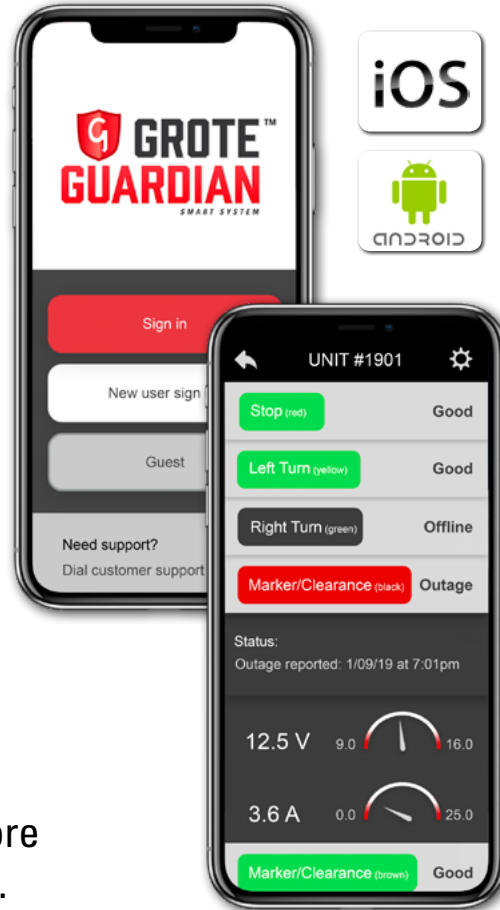 iOS
ANDROID
G GROTE™
GUARDIAN
SMART SYSTEM
Sign in
New user sign
Guest
Need support?
Dial customer support
UNIT #1901
Stop (red) Good
Left Turn (yellow) Good
Right Turn (green) Offline
Marker/Clearance (black) Outage
Status:
Outage reported: 1/09/19 at 7:01pm
12.5 V 9.0 16.0
3.6 A 0.0 25.0
Marker/Clearance (brown) Good